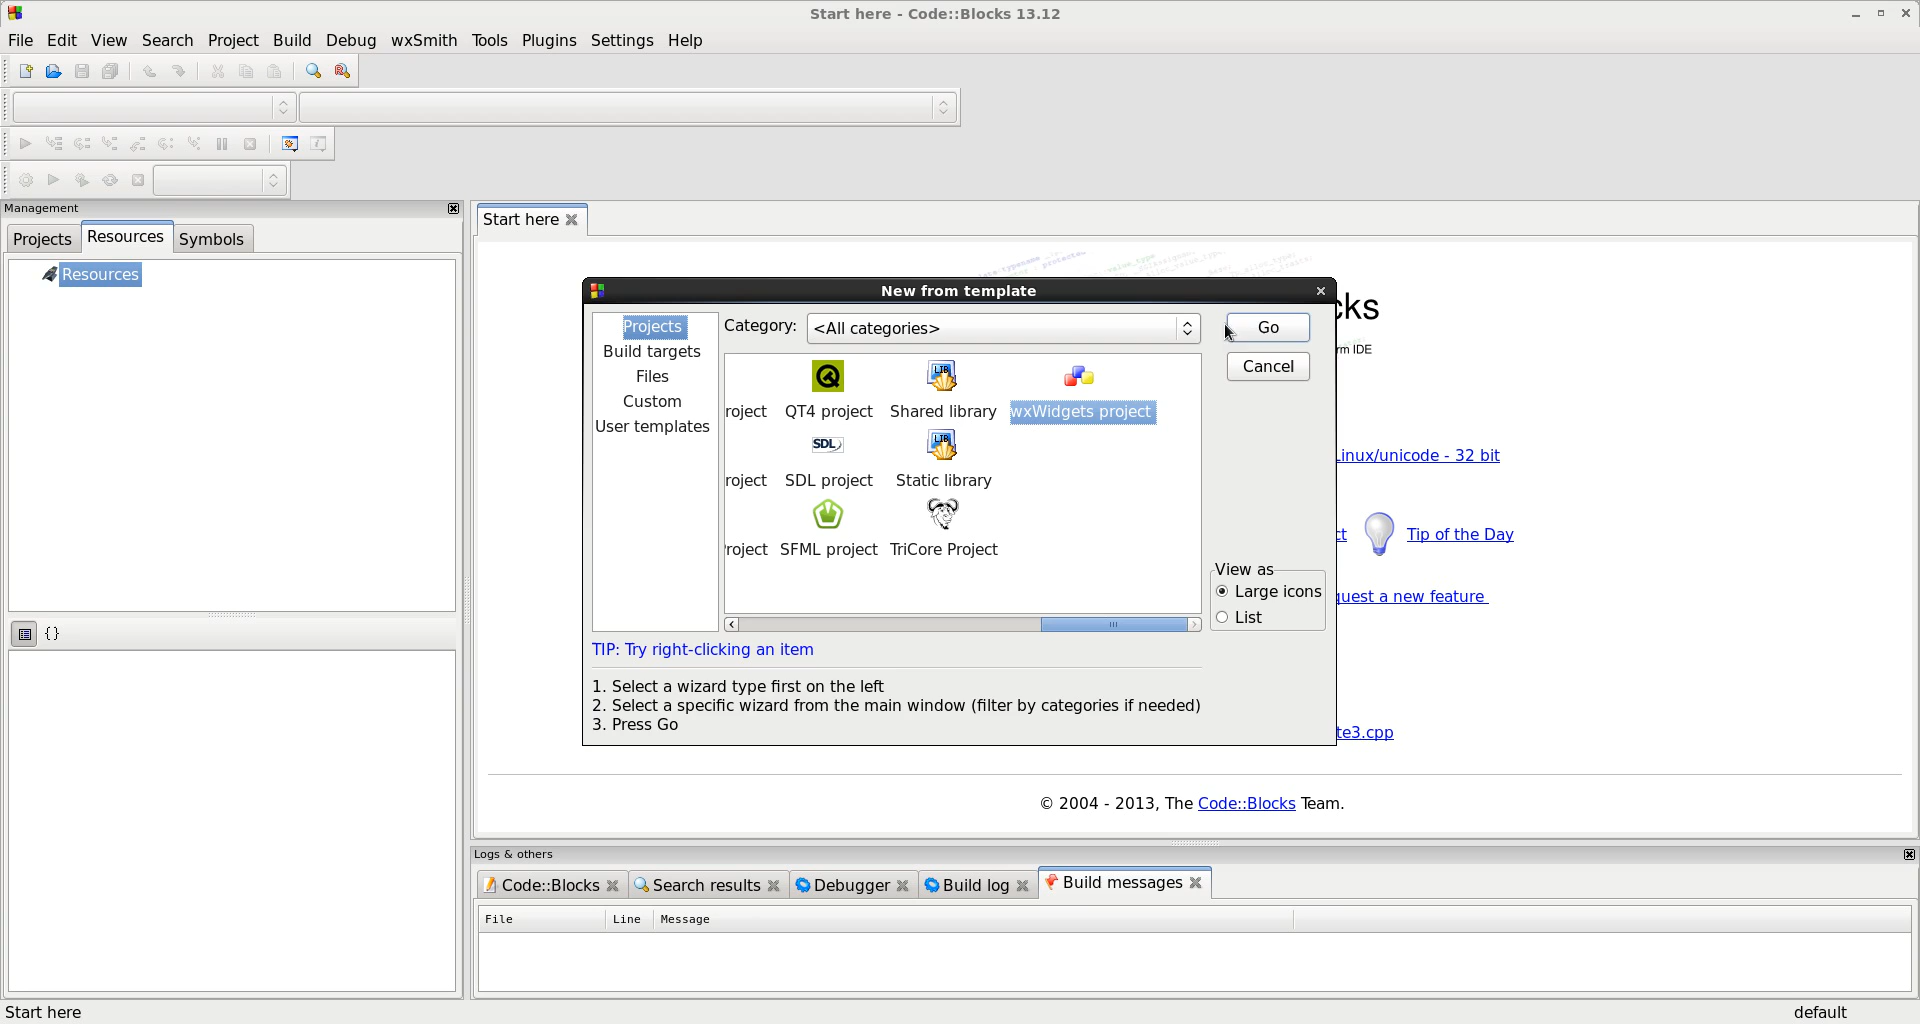 Start here - Code::Blocks 13.12
File Edit View Search Project Build Debug wxSmith Tools Plugins Settings Help
Management
Projects Resources Symbols
Start here
Resources
cks
rm IDE
New from template
Projects
Build targets
Files
Custom
User templates
Category: <All categories>
Go
Cancel
roject QT4 project Shared library wxWidgets project
LIB
SDL
LIB
roject SDL project Static library
roject SFML project TriCore Project
View as
Large icons
List
TIP: Try right-clicking an item
1. Select a wizard type first on the left
2. Select a specific wizard from the main window (filter by categories if needed)
3. Press Go
Linux/unicode - 32 bit
ct Tip of the Day
quest a new feature
te3.cpp
{}
© 2004 - 2013, The Code::Blocks Team.
Logs & others
Code::Blocks Search results Debugger Build log Build messages
File Line Message
Start here default